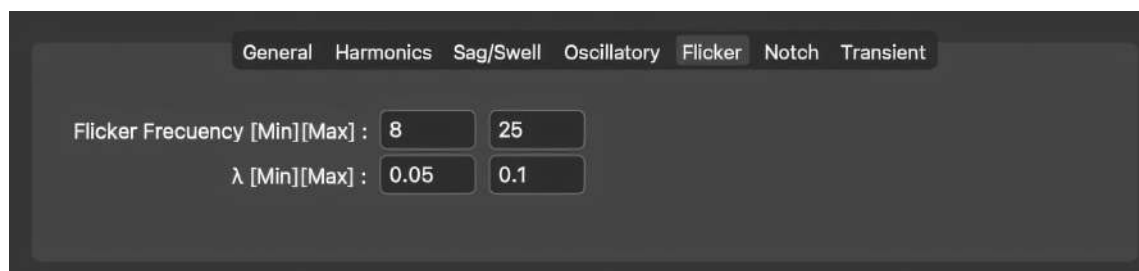 General Harmonics Sag/Swell Oscillatory Flicker Notch Transient
Flicker Frecuency [Min][Max] : 8 25
λ [Min][Max] : 0.05 0.1